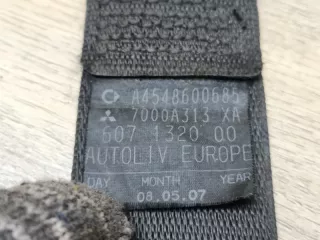 A4548600685
7000A313 XA
607 1320 00
AUTOLIV EUROPE
DAY MONTH YEAR
08.05.07